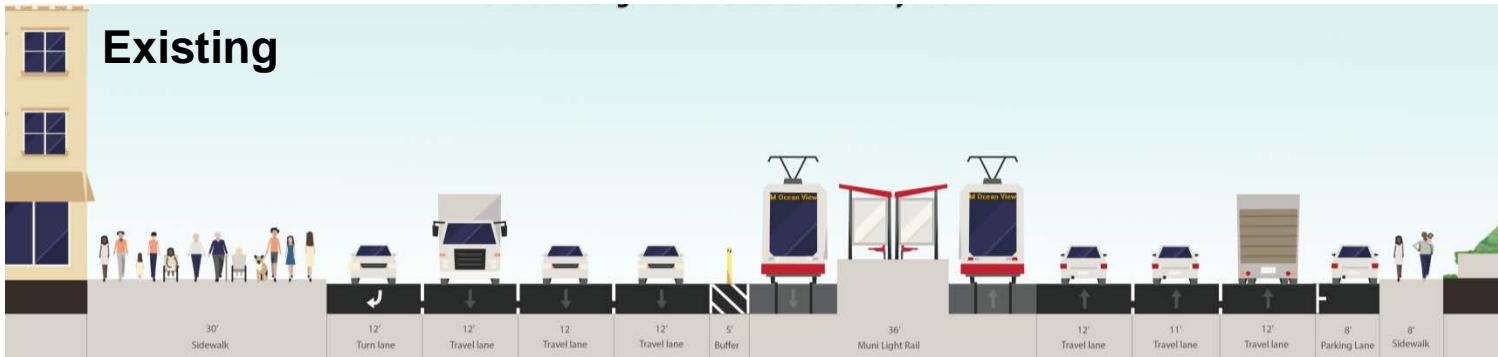 Existing
M Ocean View
M Ocean View
30'
Sidewalk
12'
Turn lane
12'
Travel lane
12
Travel lane
12'
Travel lane
5'
Buffer
36'
Muni Light Rail
12'
Travel lane
11'
Travel lane
12'
Travel lane
8'
Parking Lane
8'
Sidewalk